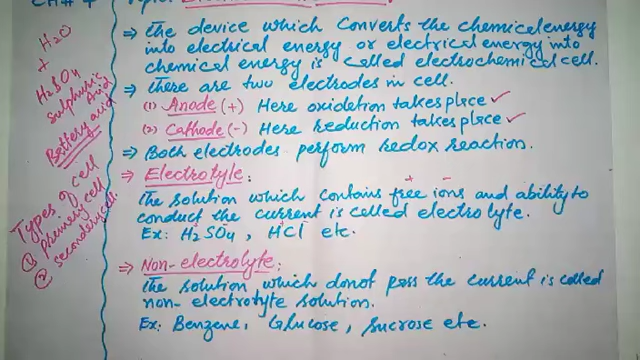 H2O
+
H2SO4
Sulphuric
Acid
Battery acid
Types of cell
① primary cell
② secondary cell
⇒ The device which converts the chemical energy
into electrical energy or electrical energy into
chemical energy is called electrochemical cell.
⇒ There are two electrodes in cell.
(1) Anode (+) Here oxidation takes place ✓
(2) Cathode (-) Here reduction takes place ✓
⇒ Both electrodes perform redox reaction.
⇒ Electrolyte:
The solution which contains free ions and ability to
+ -
conduct the current is called electrolyte.
Ex: H2SO4, HCl etc.
⇒ Non-electrolyte:
The solution which donot pass the current is called
non-electrolyte solution.
Ex: Benzene, Glucose, Sucrose etc.